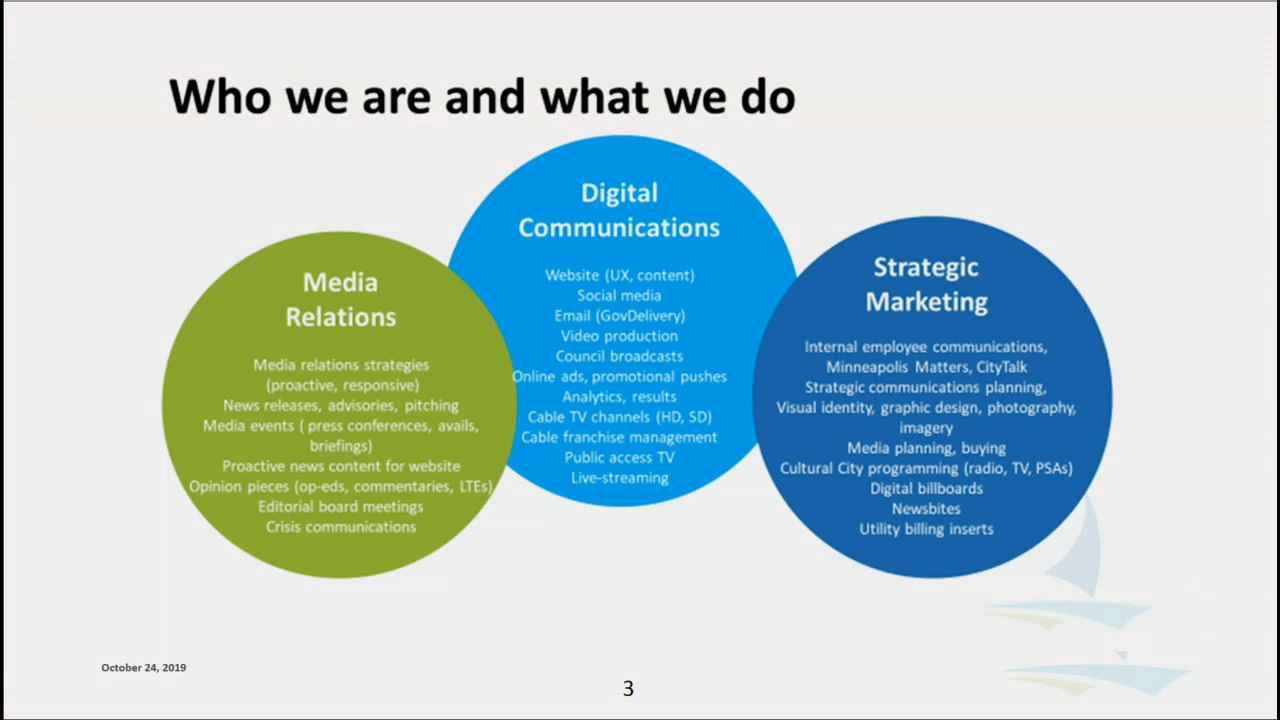 Who we are and what we do
Media
Relations
Media relations strategies
(proactive, responsive)
News releases, advisories, pitching
Media events ( press conferences, avails,
briefings)
Proactive news content for website
Opinion pieces (op-eds, commentaries, LTEs)
Editorial board meetings
Crisis communications
Digital
Communications
Website (UX, content)
Social media
Email (GovDelivery)
Video production
Council broadcasts
Online ads, promotional pushes
Analytics, results
Cable TV channels (HD, SD)
Cable franchise management
Public access TV
Live-streaming
Strategic
Marketing
Internal employee communications,
Minneapolis Matters, CityTalk
Strategic communications planning,
Visual identity, graphic design, photography,
imagery
Media planning, buying
Cultural City programming (radio, TV, PSAs)
Digital billboards
Newsbites
Utility billing inserts
October 24, 2019
3